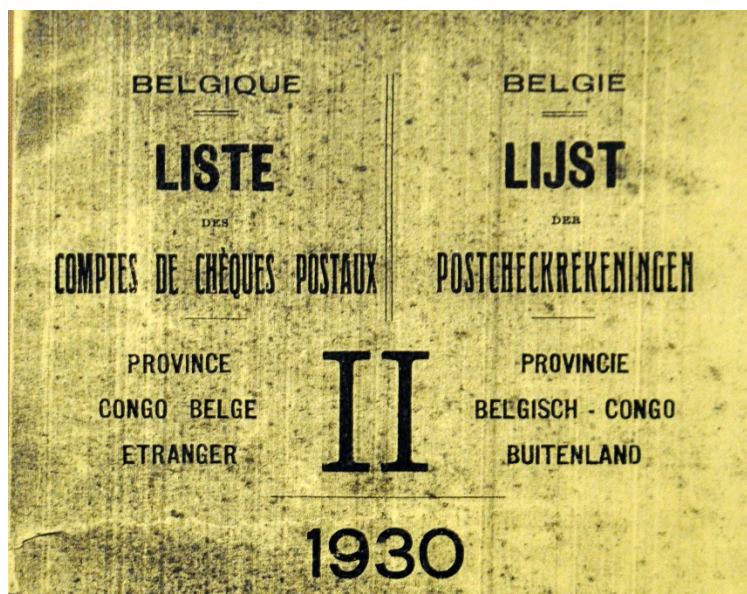 BELGIQUE
LISTE
DES
COMPTES DE CHÈQUES POSTAUX
PROVINCE
CONGO BELGE
ETRANGER
BELGIE
LIJST
DER
POSTCHECKREKENINGEN
PROVINCIE
BELGISCH - CONGO
BUITENLAND
II
1930